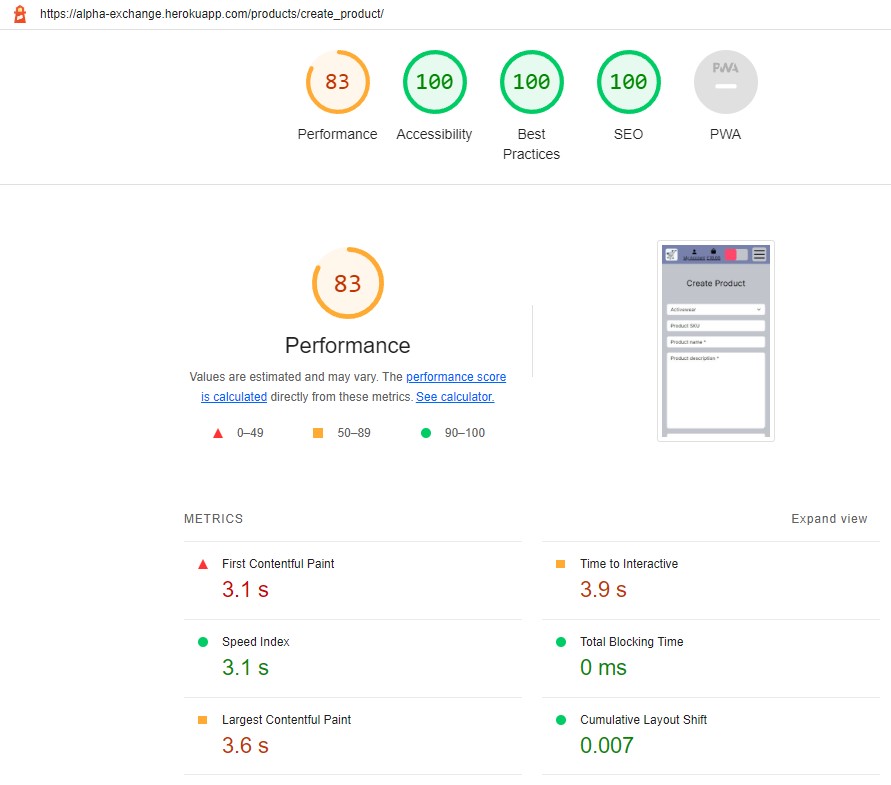 https://alpha-exchange.herokuapp.com/products/create_product/
83
100
100
100
PWA
Performance
Accessibility
Best
Practices
SEO
PWA
83
Performance
Values are estimated and may vary. The performance score
is calculated directly from these metrics. See calculator.
0–49
50–89
90–100
Create Product
Activewear
Product SKU
Product name *
Product description *
METRICS
Expand view
First Contentful Paint
3.1 s
Time to Interactive
3.9 s
Speed Index
3.1 s
Total Blocking Time
0 ms
Largest Contentful Paint
3.6 s
Cumulative Layout Shift
0.007